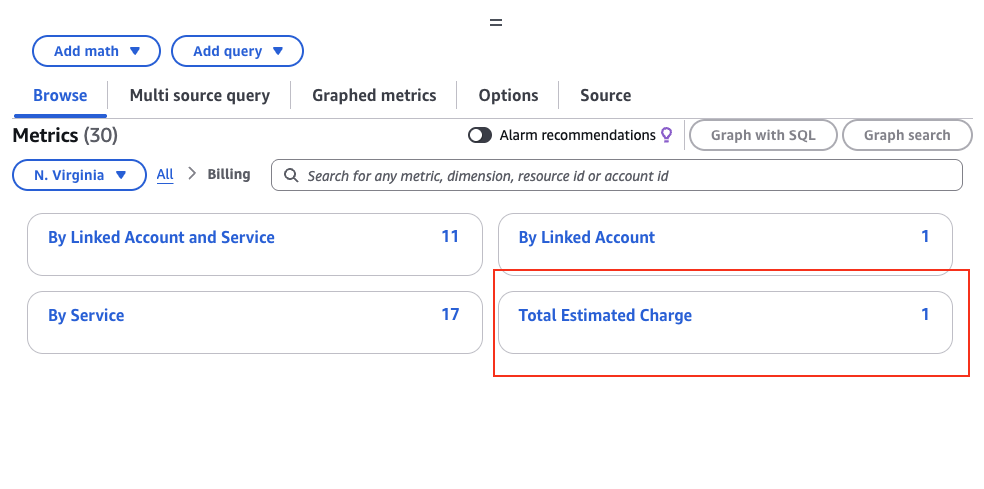 Add math Add query
Browse Multi source query Graphed metrics Options Source
Metrics (30) Alarm recommendations Graph with SQL Graph search
N. Virginia All Billing Search for any metric, dimension, resource id or account id
By Linked Account and Service 11 By Linked Account 1
By Service 17 Total Estimated Charge 1